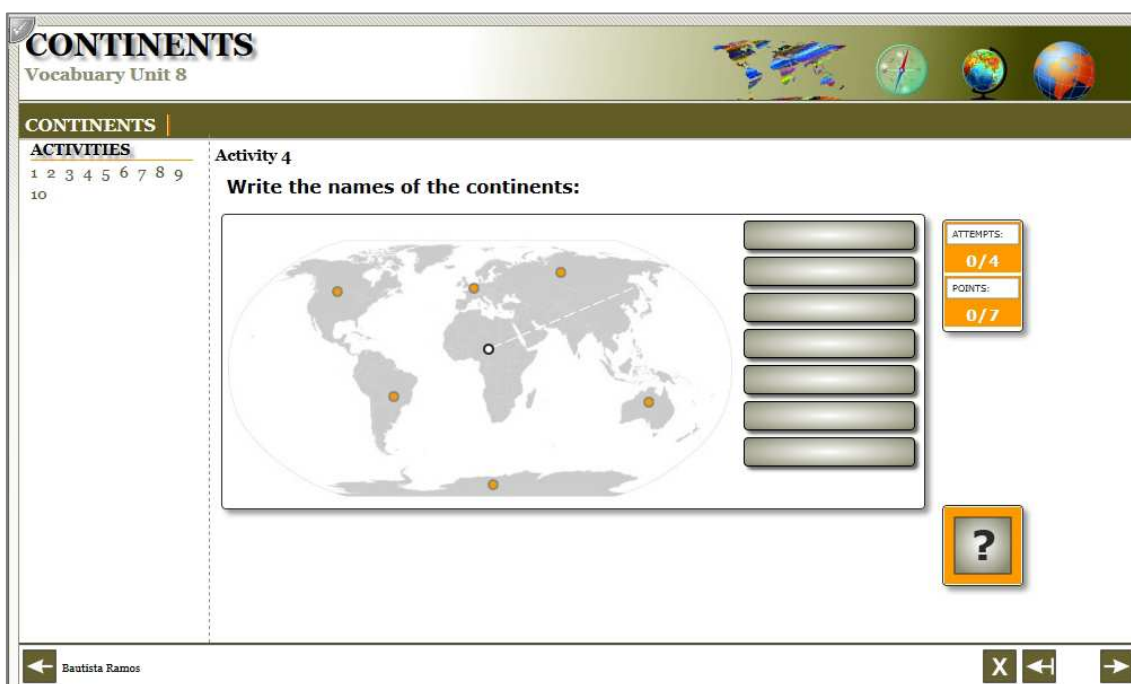 CONTINENTS
Vocabuary Unit 8
CONTINENTS
ACTIVITIES
1 2 3 4 5 6 7 8 9
10
Activity 4
Write the names of the continents:
ATTEMPTS:
0/4
POINTS:
0/7
?
Bautista Ramos
X